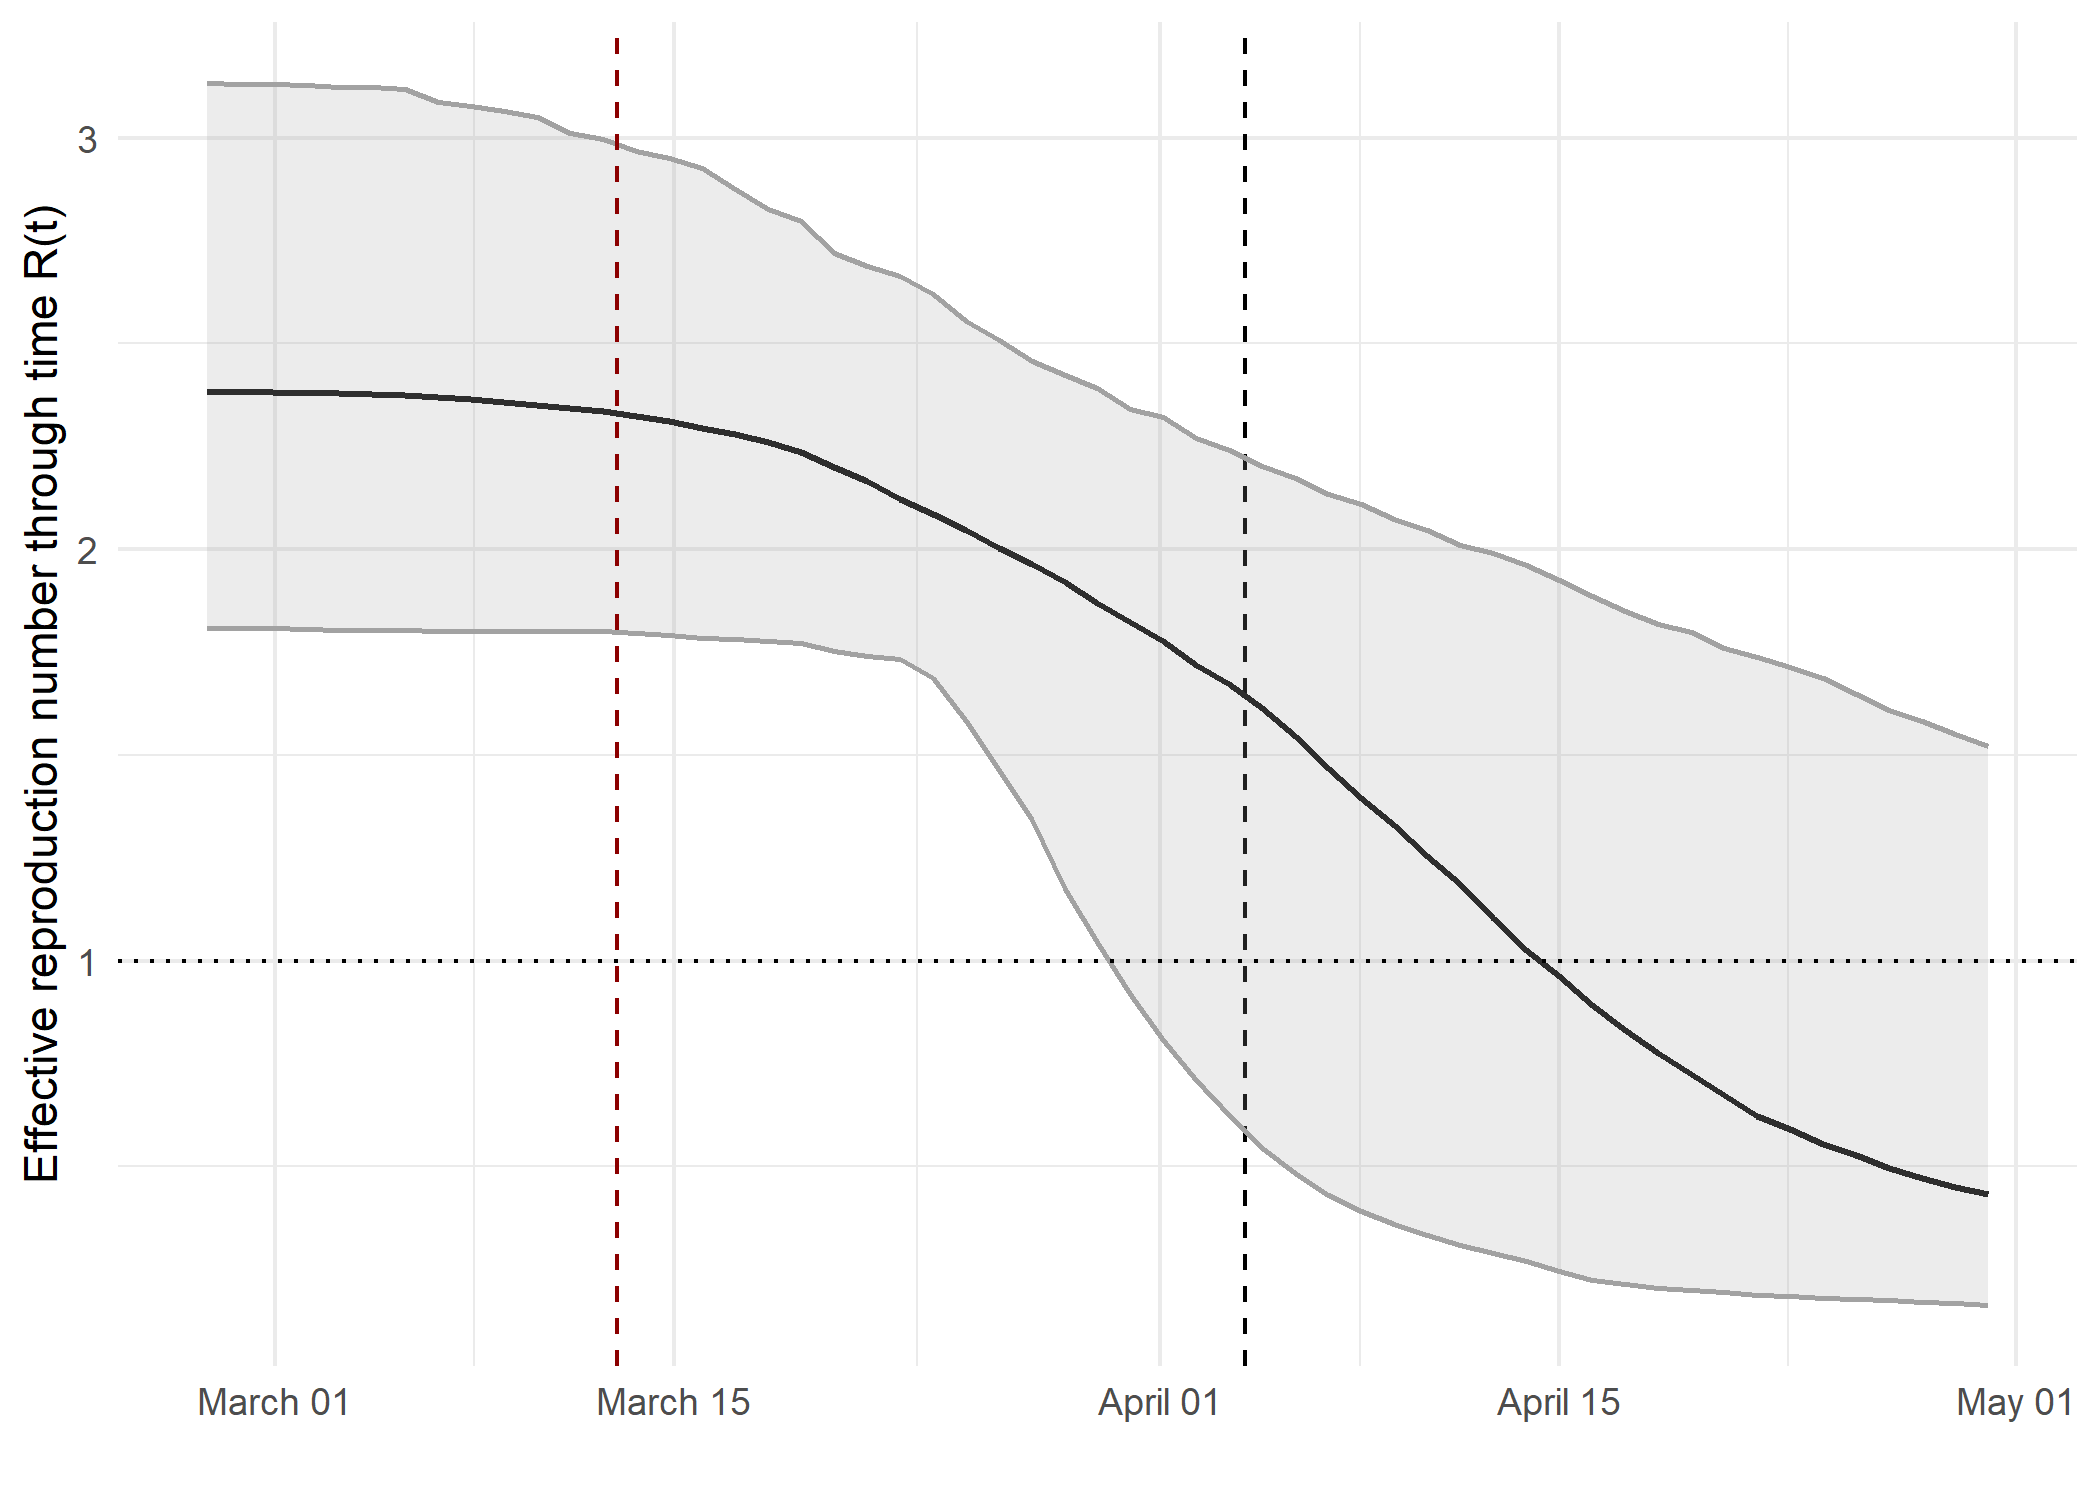 Effective reproduction number through time R(t)
3
2
1
March 01
March 15
April 01
April 15
May 01